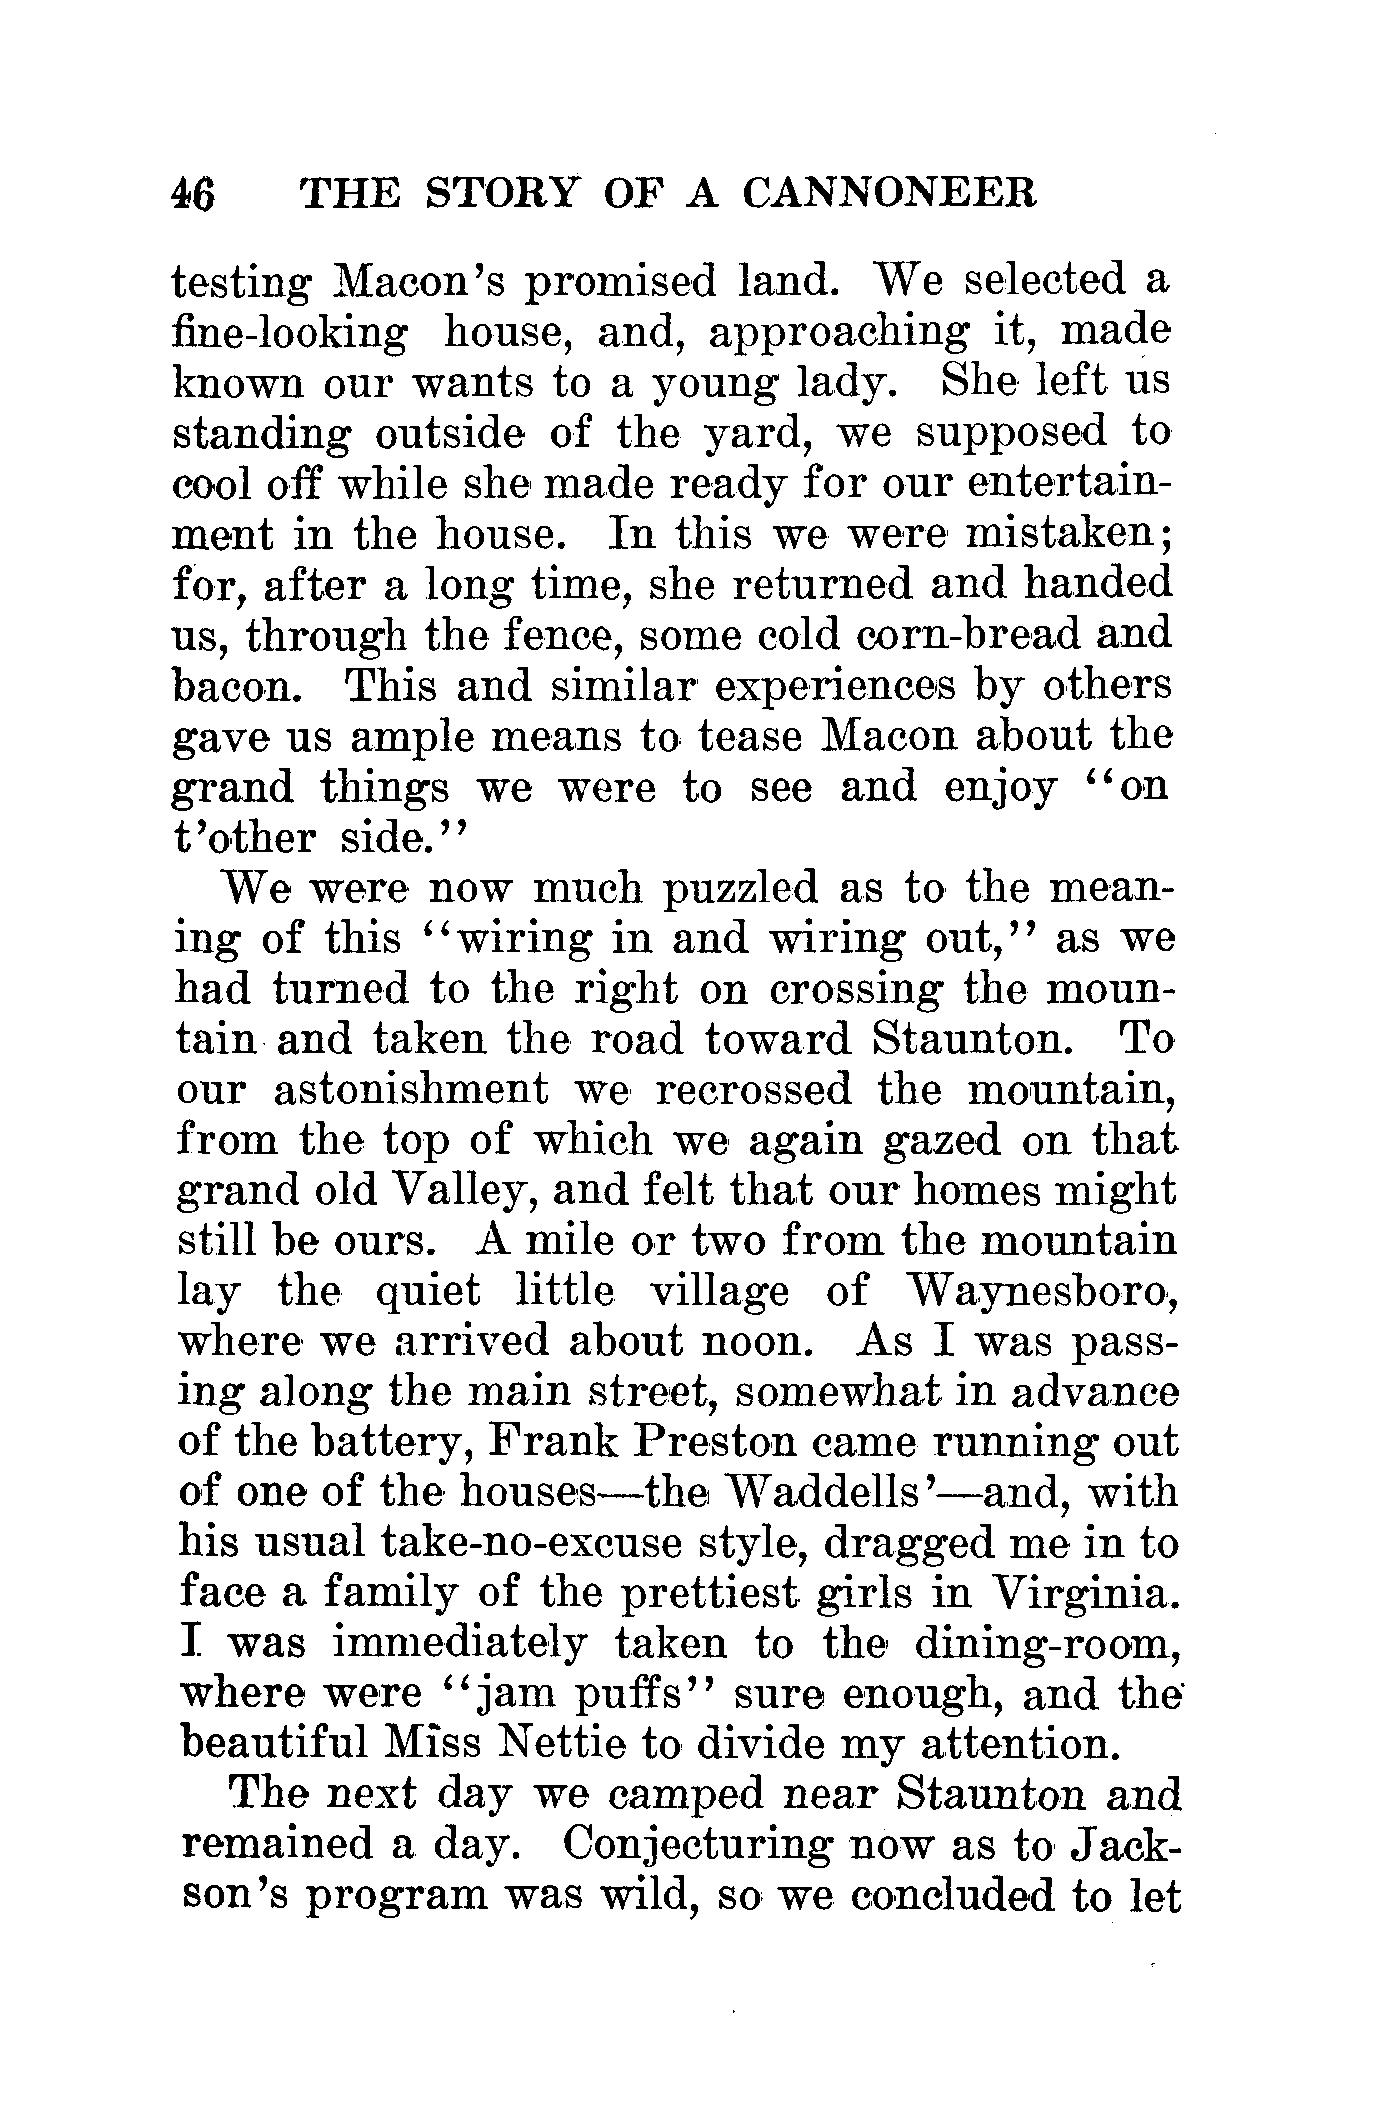 46 THE STORY OF A CANNONEER
testing Macon's promised land. We selected a
fine-looking house, and, approaching it, made
known our wants to a young lady. She left us
standing outside of the yard, we supposed to
cool off while she made ready for our entertain-
ment in the house. In this we were mistaken;
for, after a long time, she returned and handed
us, through the fence, some cold corn-bread and
bacon. This and similar experiences by others
gave us ample means to tease Macon about the
grand things we were to see and enjoy "on
t'other side."
We were now much puzzled as to the mean-
ing of this "wiring in and wiring out," as we
had turned to the right on crossing the moun-
tain and taken the road toward Staunton. To
our astonishment we recrossed the mountain,
from the top of which we again gazed on that
grand old Valley, and felt that our homes might
still be ours. A mile or two from the mountain
lay the quiet little village of Waynesboro,
where we arrived about noon. As I was pass-
ing along the main street, somewhat in advance
of the battery, Frank Preston came running out
of one of the houses—the Waddells'—and, with
his usual take-no-excuse style, dragged me in to
face a family of the prettiest girls in Virginia.
I was immediately taken to the dining-room,
where were "jam puffs" sure enough, and the
beautiful Miss Nettie to divide my attention.
The next day we camped near Staunton and
remained a day. Conjecturing now as to Jack-
son's program was wild, so we concluded to let